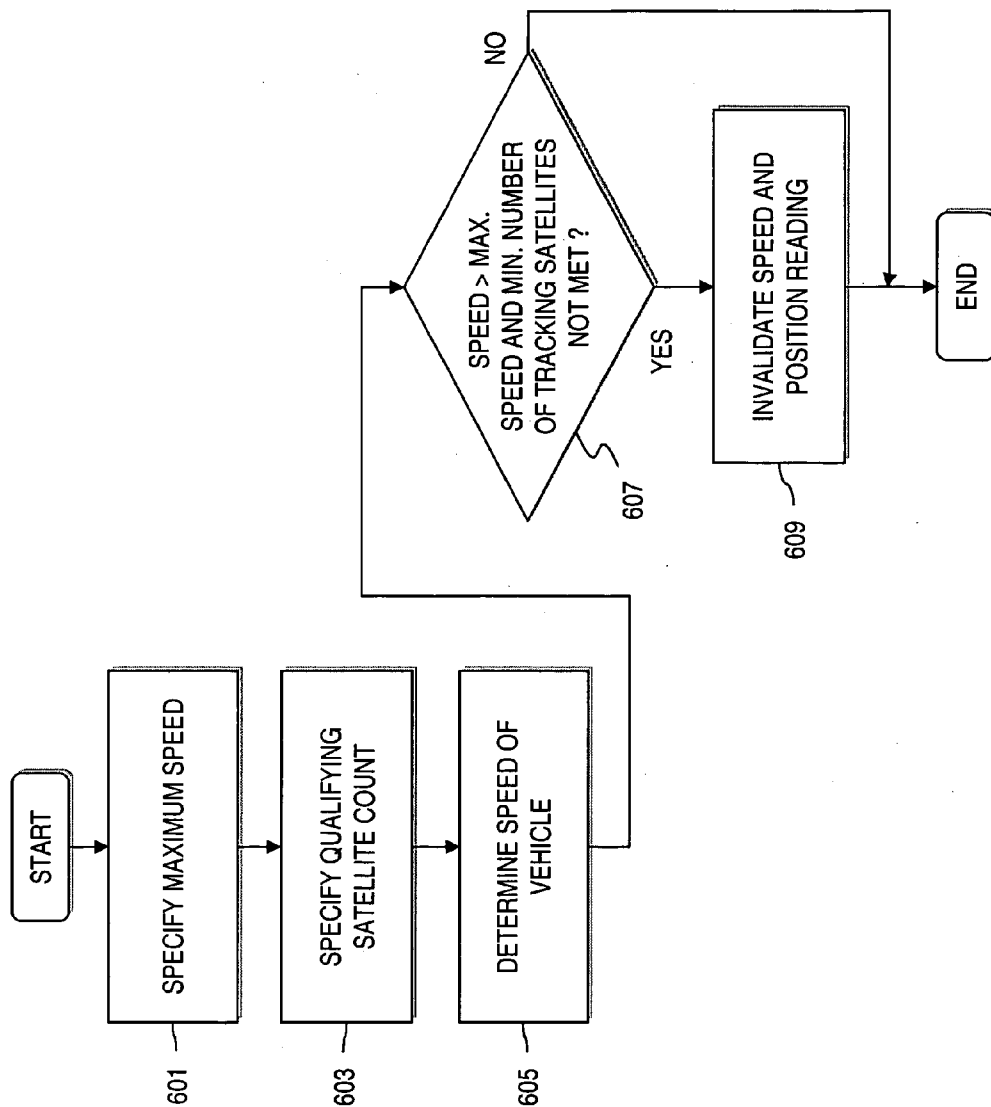 START
SPECIFY MAXIMUM SPEED
601
SPECIFY QUALIFYING
SATELLITE COUNT
603
DETERMINE SPEED OF
VEHICLE
605
SPEED > MAX.
SPEED AND MIN. NUMBER
OF TRACKING SATELLITES
NOT MET ?
607
NO
YES
INVALIDATE SPEED AND
POSITION READING
609
END